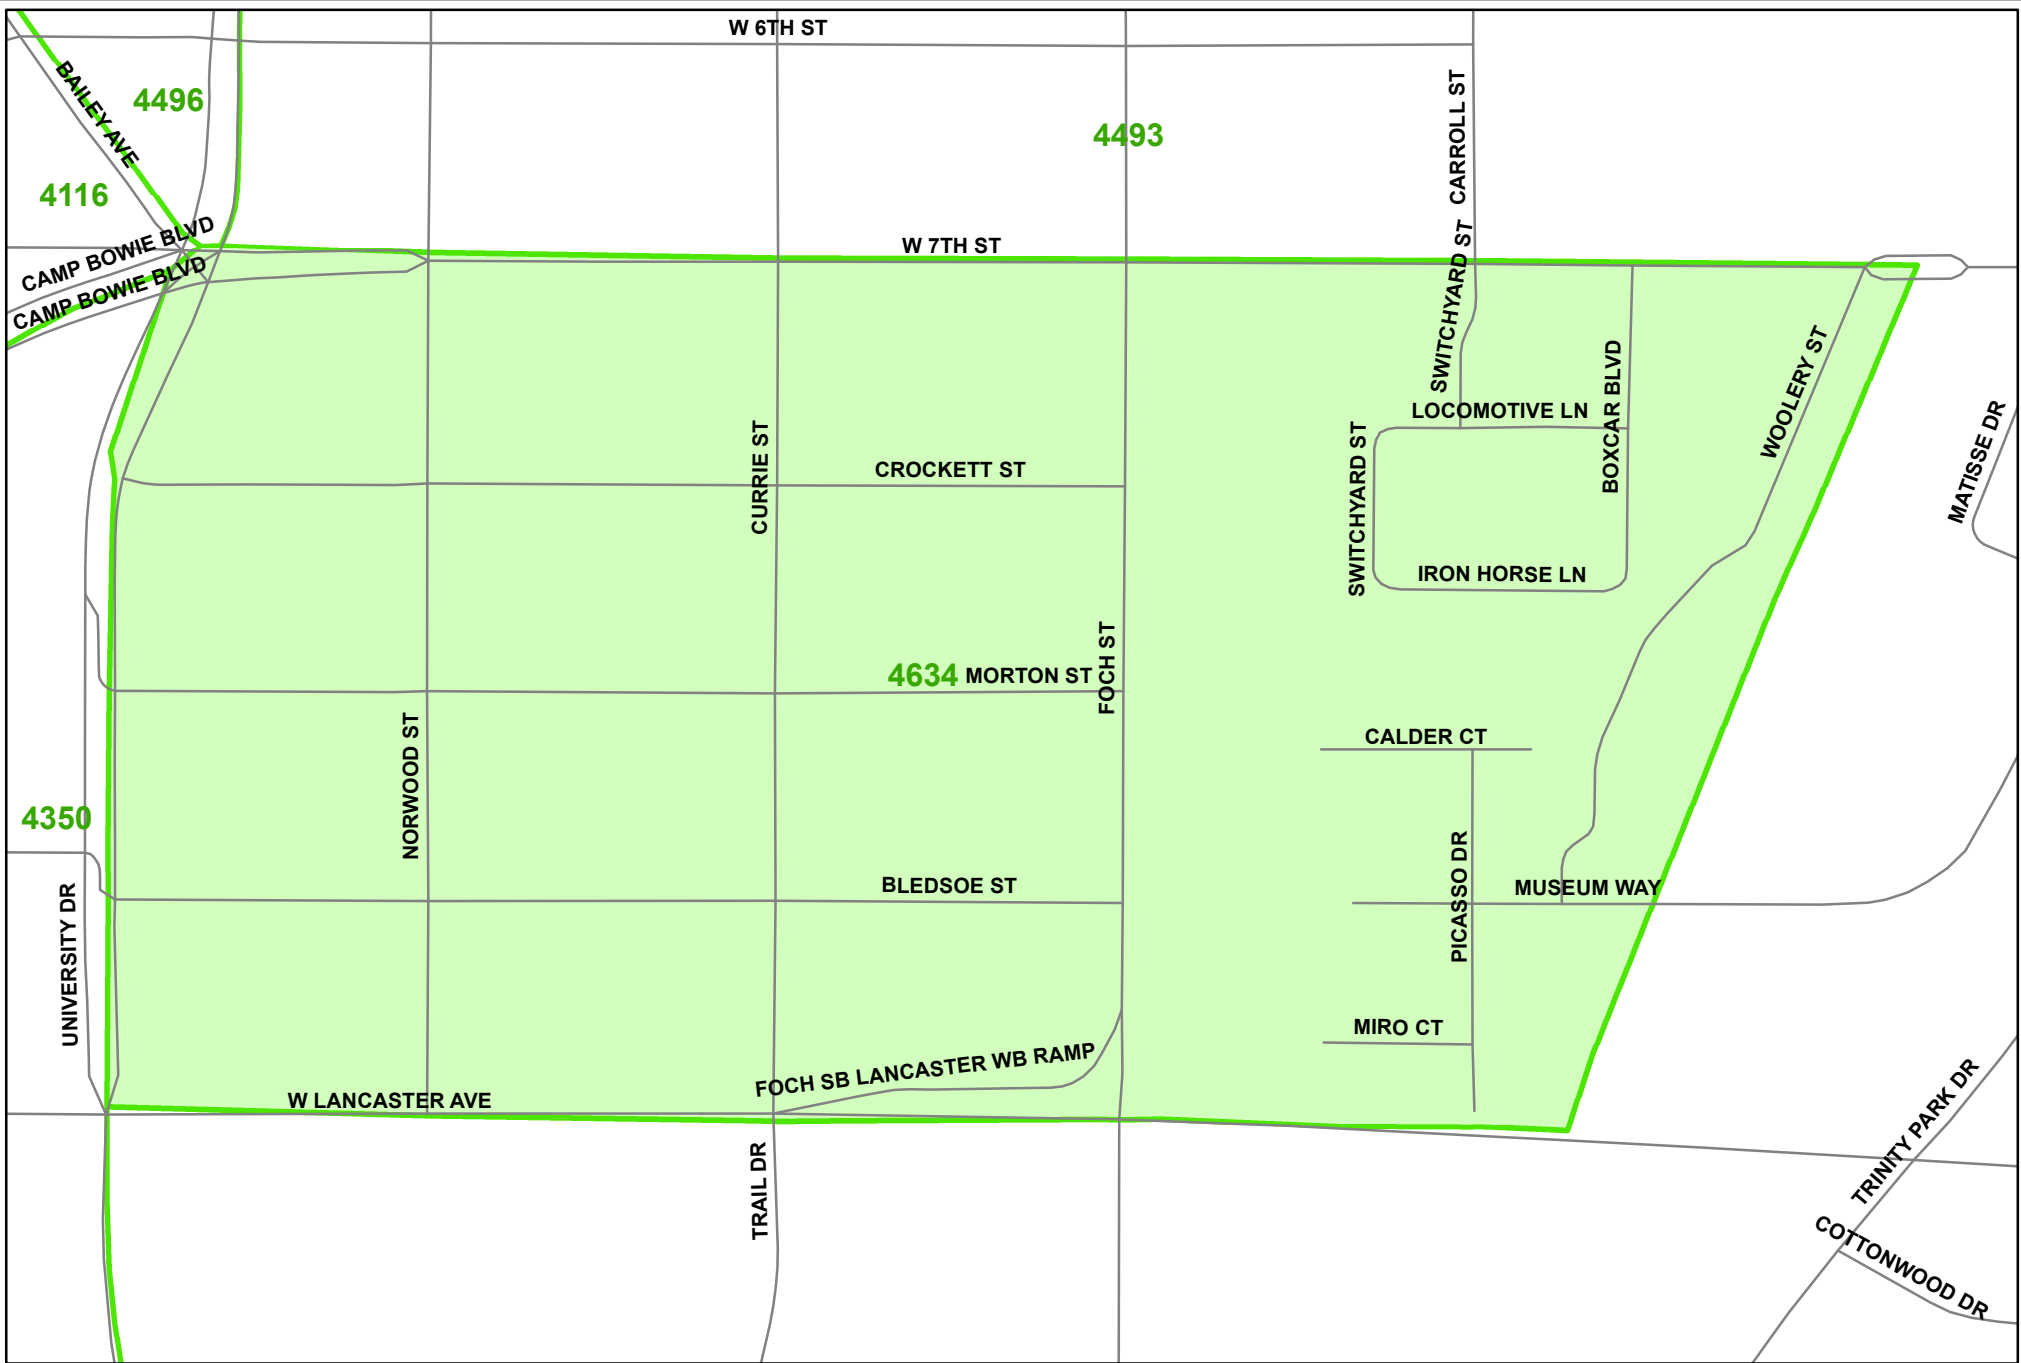 W 6TH ST
BAILEY AVE
4496
4493
CARROLL ST
4116
CAMP BOWIE BLVD
CAMP BOWIE BLVD
W 7TH ST
SWITCHYARD ST
WOOLERY ST
BOXCAR BLVD
LOCOMOTIVE LN
MATISSE DR
CURRIE ST
CROCKETT ST
SWITCHYARD ST
IRON HORSE LN
FOCH ST
4634
MORTON ST
NORWOOD ST
CALDER CT
4350
PICASSO DR
BLEDSOE ST
MUSEUM WAY
UNIVERSITY DR
MIRO CT
FOCH SB LANCASTER WB RAMP
W LANCASTER AVE
TRAIL DR
TRINITY PARK DR
COTTONWOOD DR